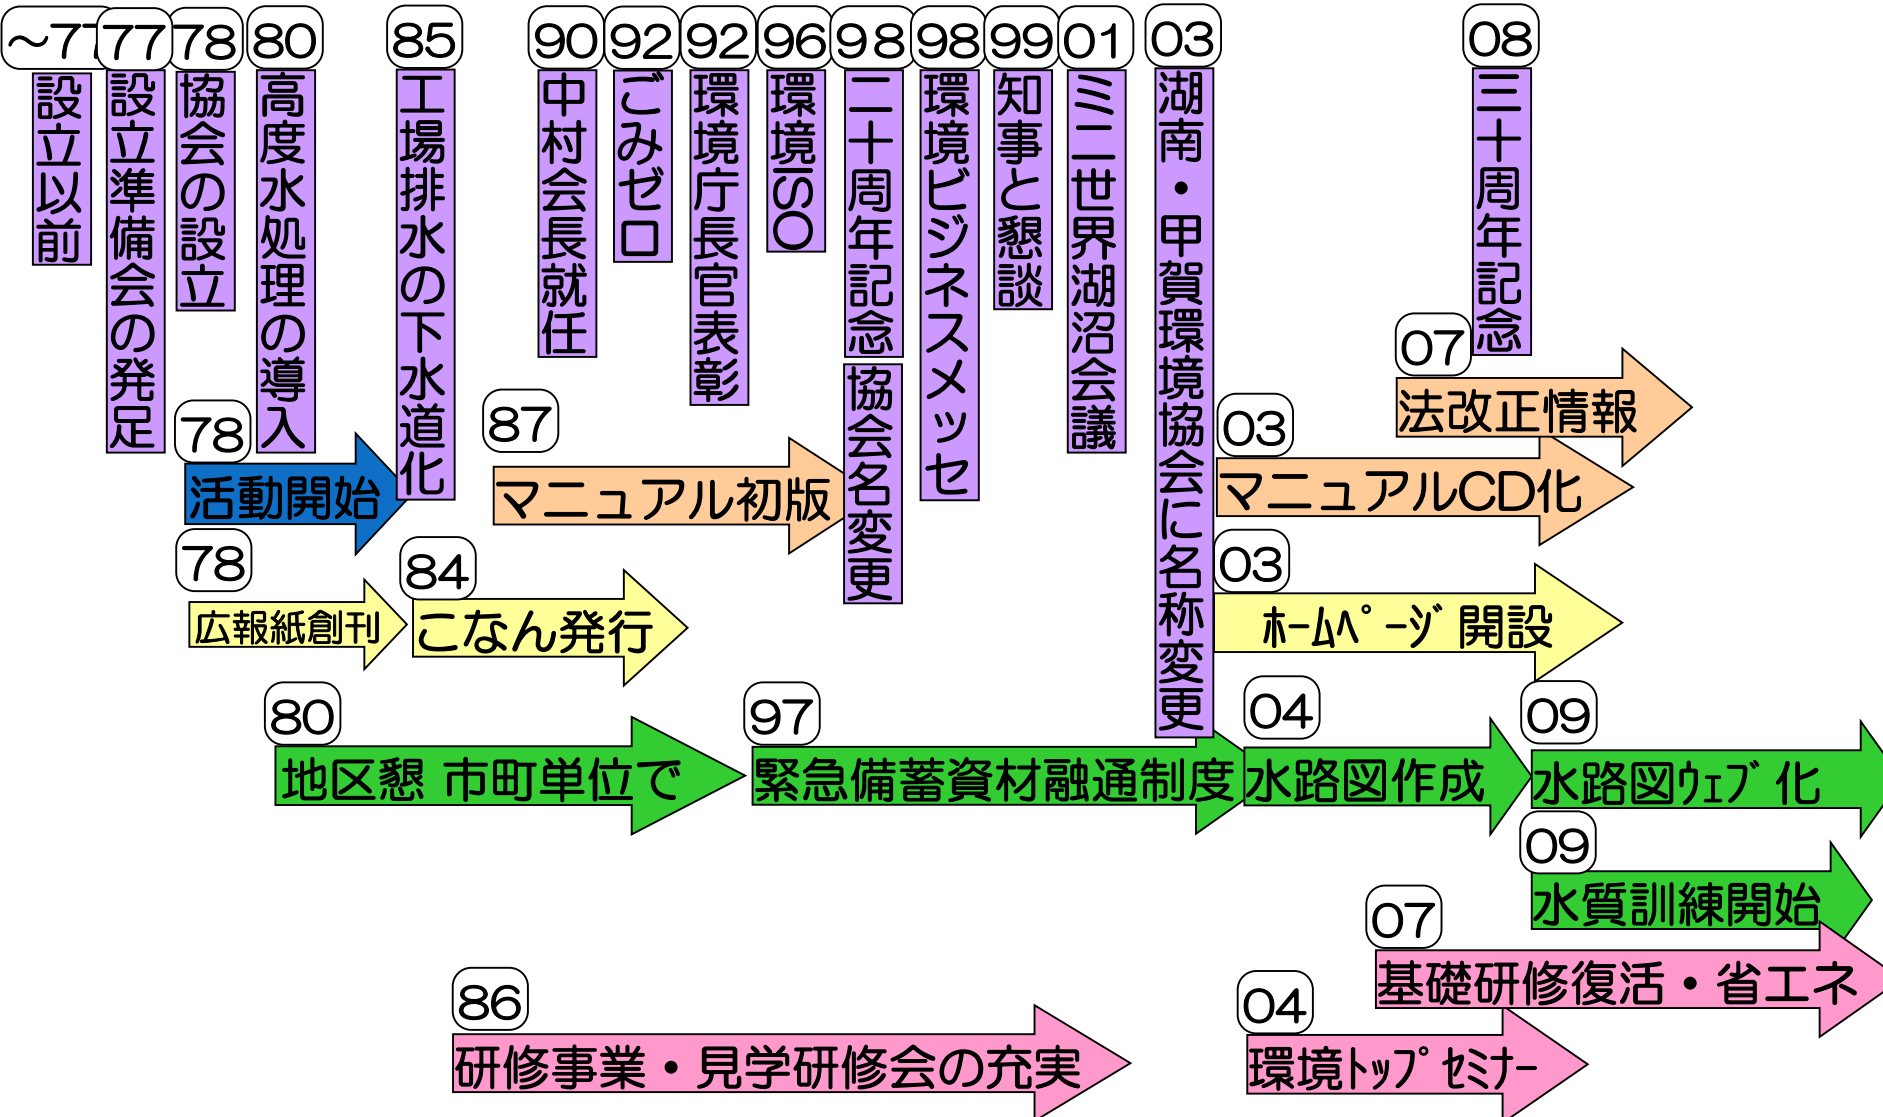 ～77
設立以前
77
設立準備会の発足
78
協会の設立
80
高度水処理の導入
85
工場排水の下水道化
90
中村会長就任
92
ごみゼロ
92
環境庁長官表彰
96
環境ISO
98
二十周年記念
協会名変更
98
環境ビジネスメッセ
99
知事と懇談
01
ミニ世界湖沼会議
03
湖南・甲賀環境協会に名称変更
08
三十周年記念
07
法改正情報
78
活動開始
87
マニュアル初版
03
マニュアルCD化
78
広報紙創刊
84
こなん発行
03
ﾎｰﾑﾍﾟｰｼﾞ開設
80
地区懇 市町単位で
97
緊急備蓄資材融通制度
04
水路図作成
09
水路図ｳｪﾌﾞ化
09
水質訓練開始
07
基礎研修復活・省エネ
86
研修事業・見学研修会の充実
04
環境ﾄｯﾌﾟｾﾐﾅｰ